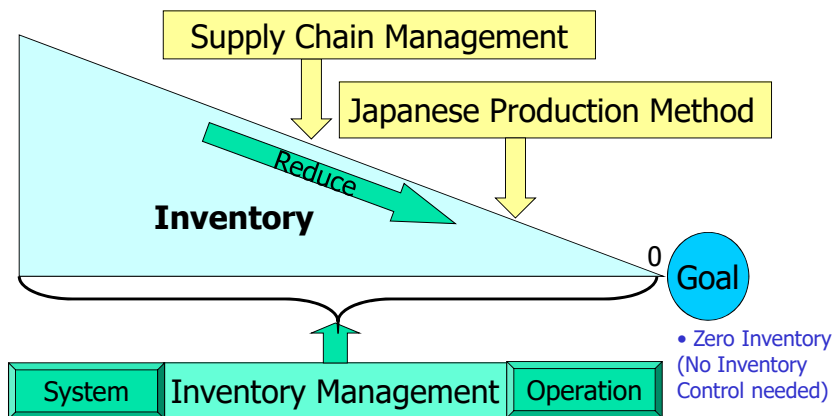 Supply Chain Management
Japanese Production Method
Reduce
Inventory
0
Goal
• Zero Inventory
(No Inventory
Control needed)
System
Inventory Management
Operation